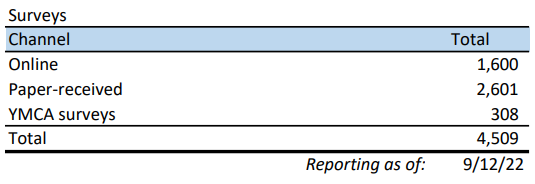 Surveys
Channel Total
Online 1,600
Paper-received 2,601
YMCA surveys 308
Total 4,509
Reporting as of: 9/12/22